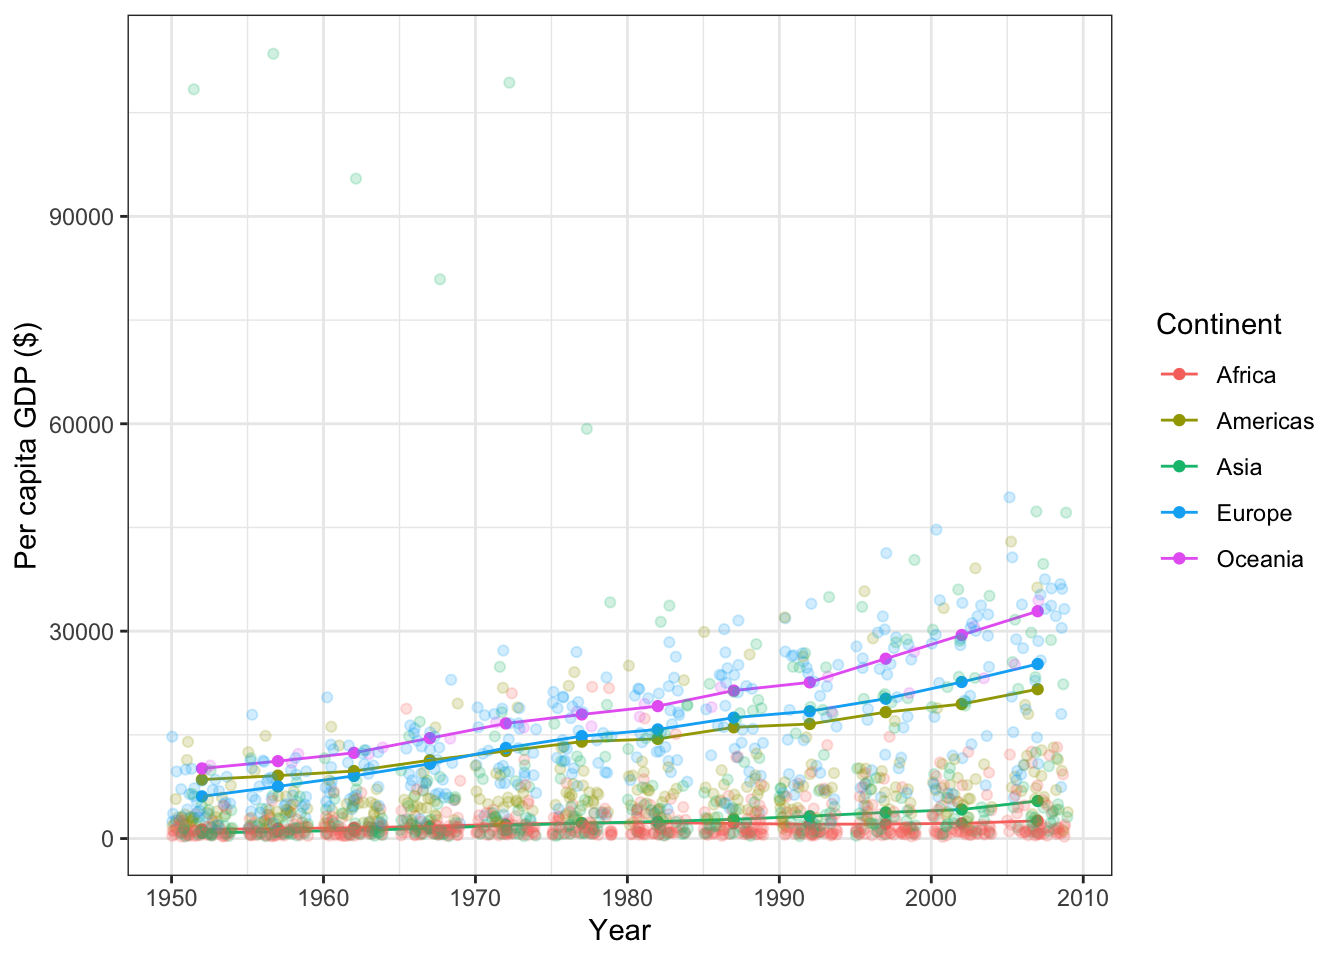 90000
60000
30000
0
Per capita GDP ($)
1950 1960 1970 1980 1990 2000 2010
Year
Continent
Africa
Americas
Asia
Europe
Oceania